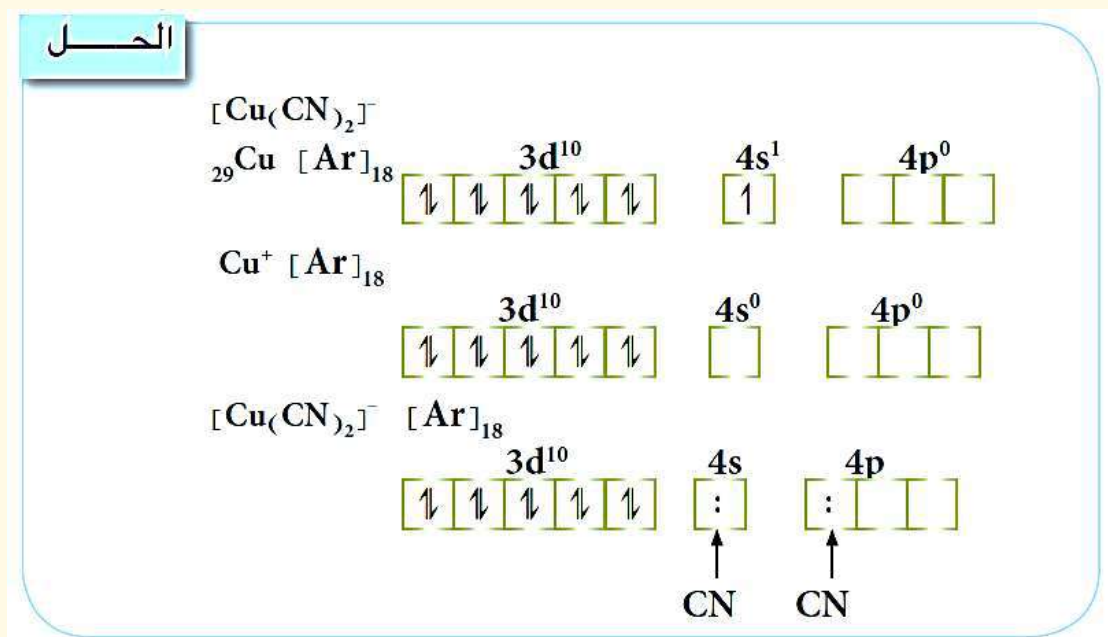 الحـــــل
[Cu(CN)₂]⁻
3d¹⁰ 4s¹ 4p⁰
₂₉Cu [Ar]₁₈
⇅ ⇅ ⇅ ⇅ ⇅ ↿
Cu⁺ [Ar]₁₈
3d¹⁰ 4s⁰ 4p⁰
⇅ ⇅ ⇅ ⇅ ⇅
[Cu(CN)₂]⁻ [Ar]₁₈
3d¹⁰ 4s 4p
⇅ ⇅ ⇅ ⇅ ⇅ : :
CN CN